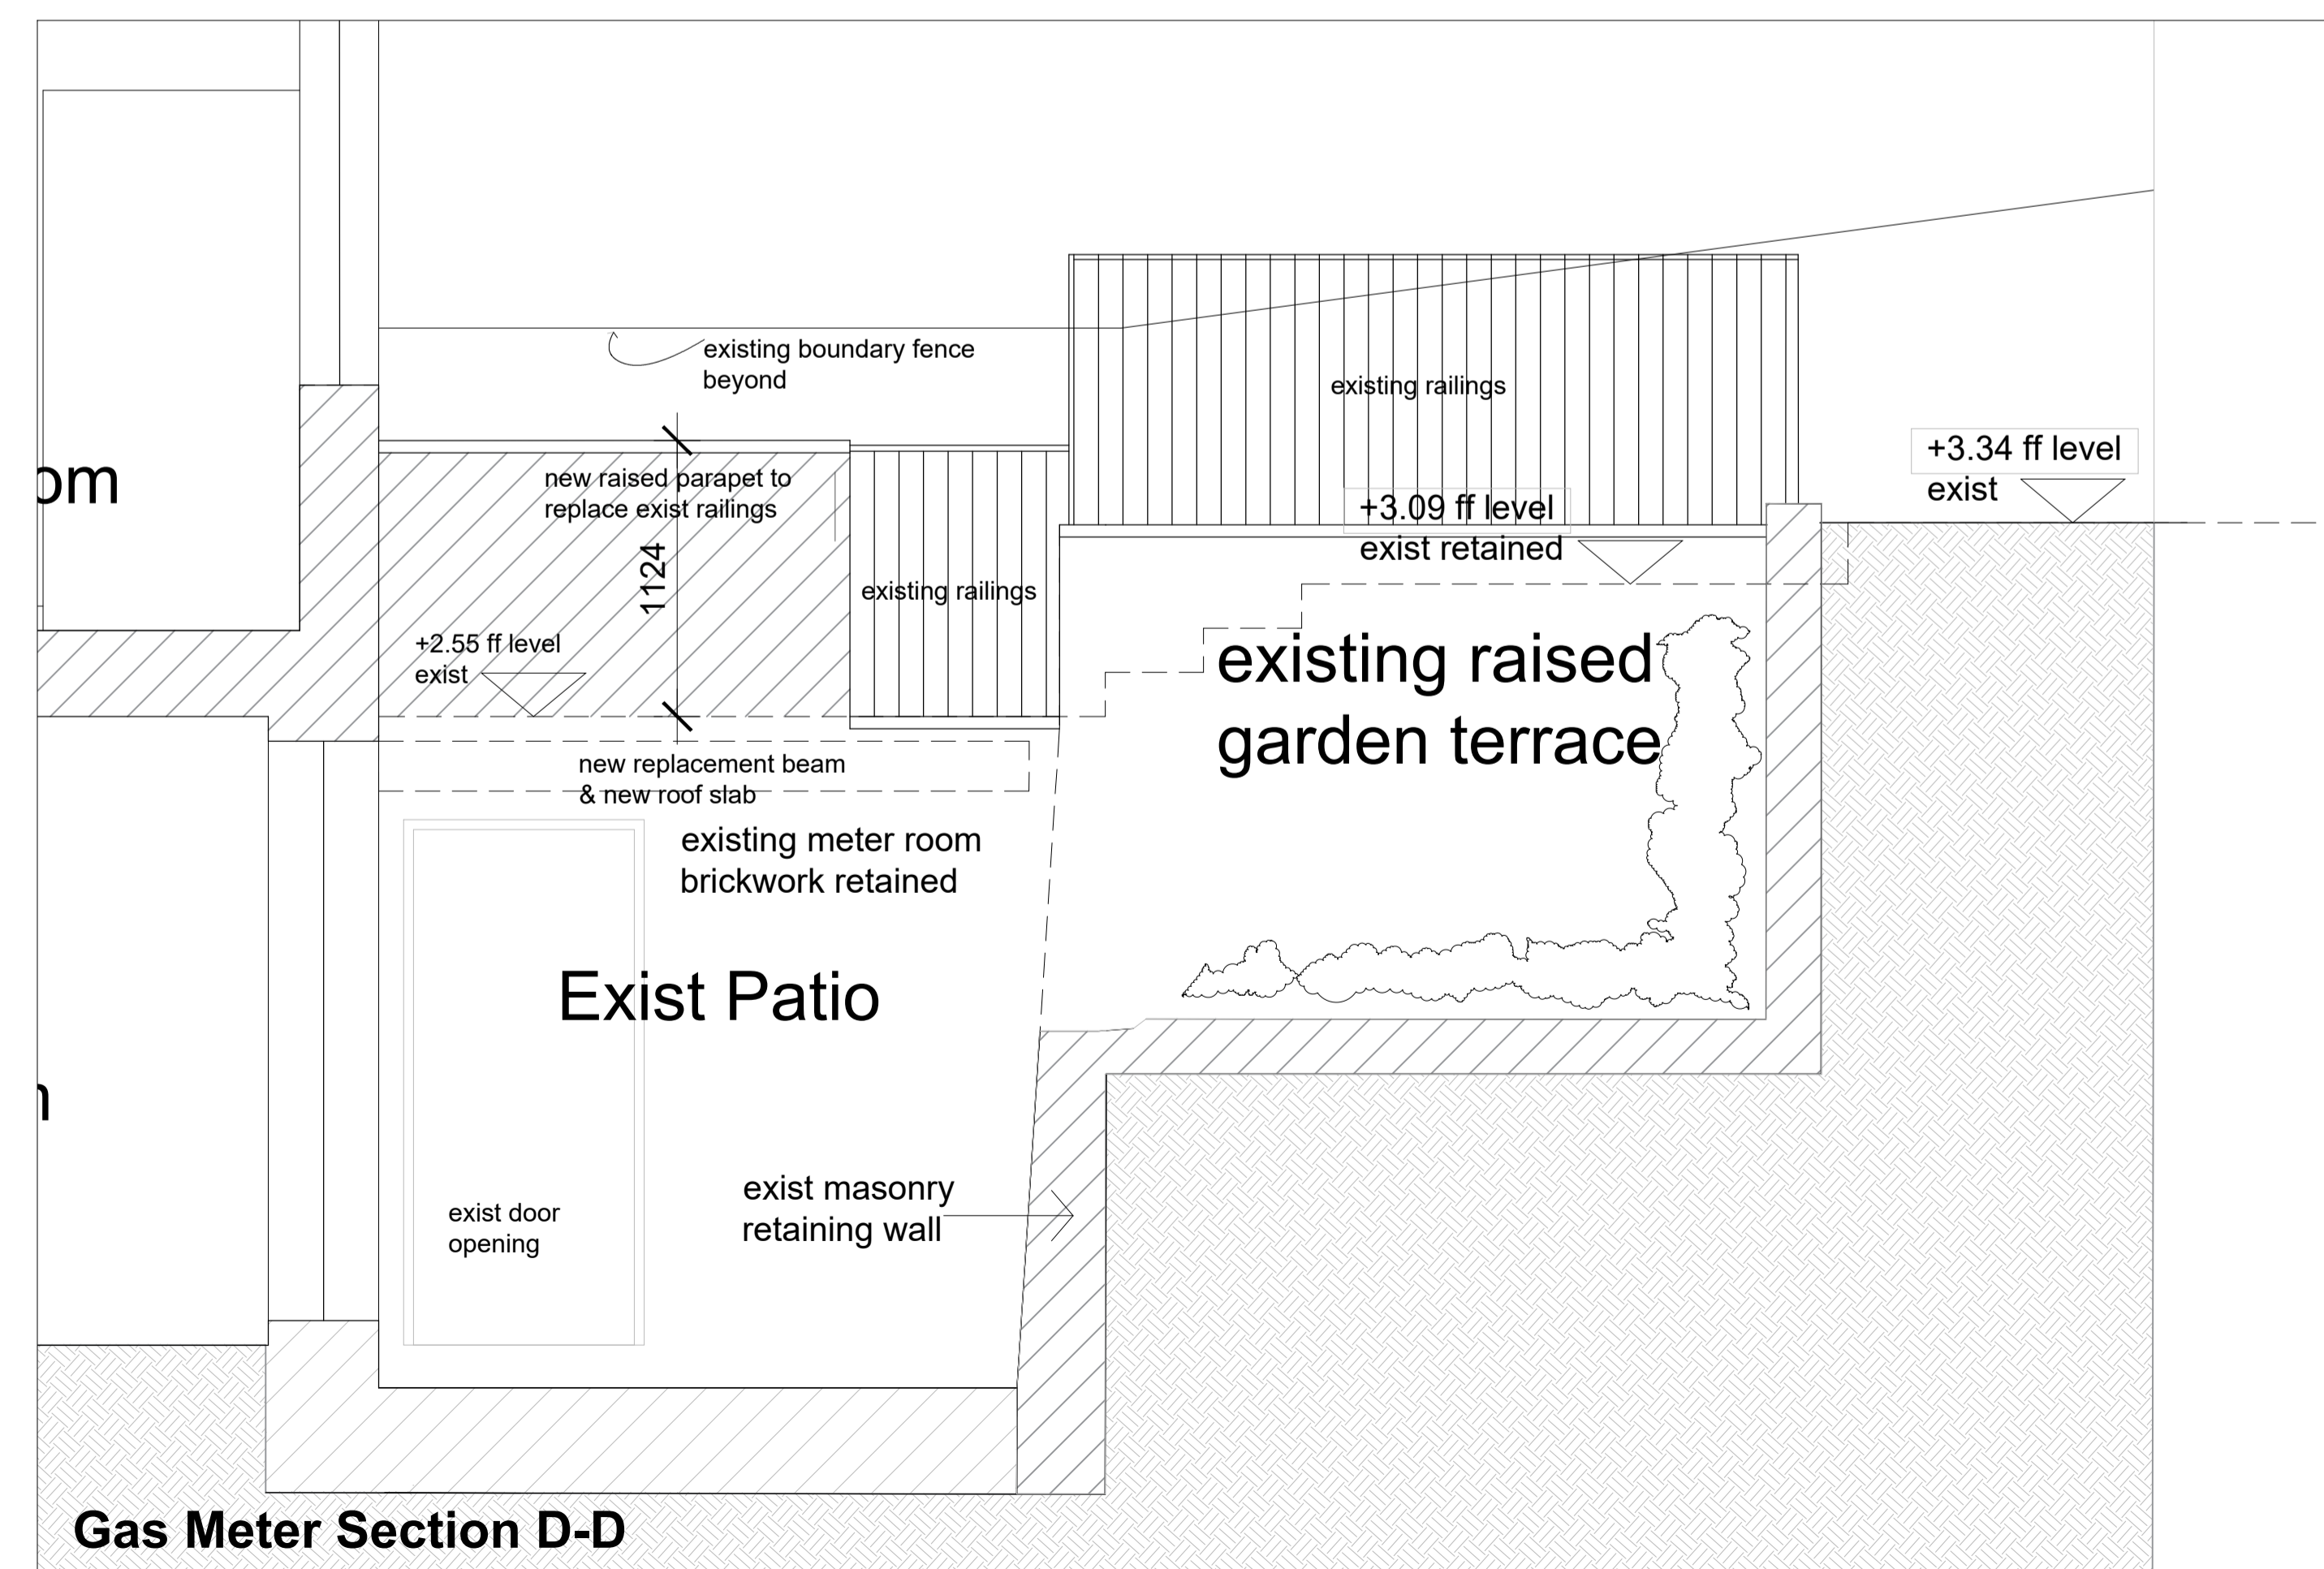 existing boundary fence
beyond
existing railings
om
new raised parapet to
replace exist railings
1124
+3.34 ff level
exist
+3.09 ff level
exist retained
existing railings
+2.55 ff level
exist
existing raised
garden terrace
new replacement beam
& new roof slab
existing meter room
brickwork retained
Exist Patio
exist masonry
retaining wall
exist door
opening
Gas Meter Section D-D